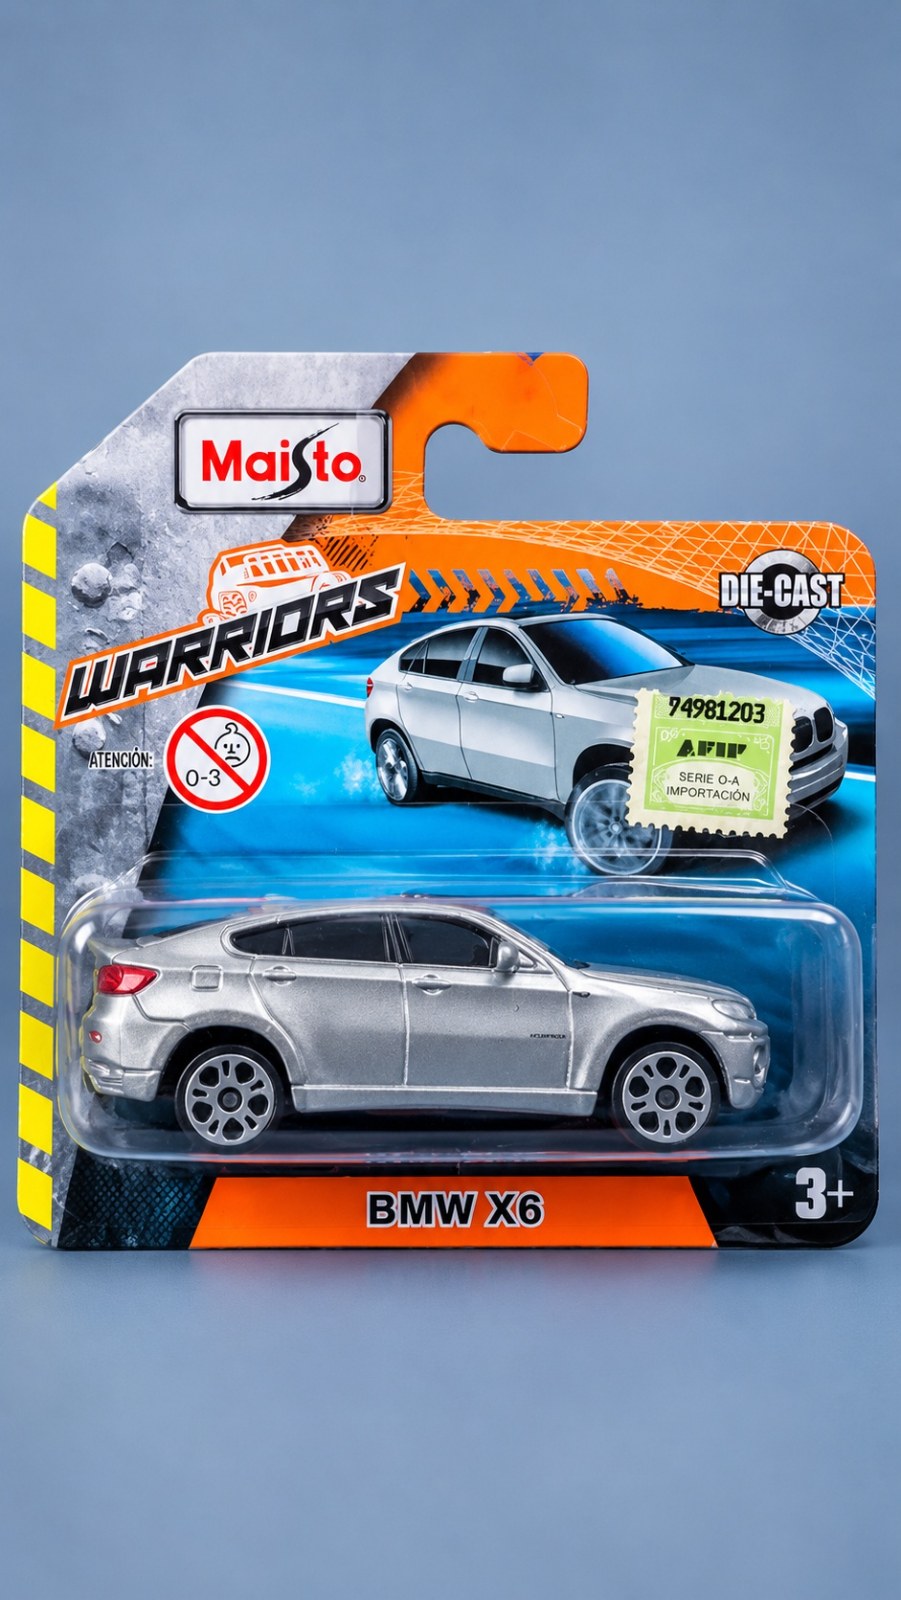 Maisto
WARRIORS
DIE-CAST
74981203
AFIP
SERIE O-A
IMPORTACIÓN
ATENCIÓN:
0-3
BMW X6
3+